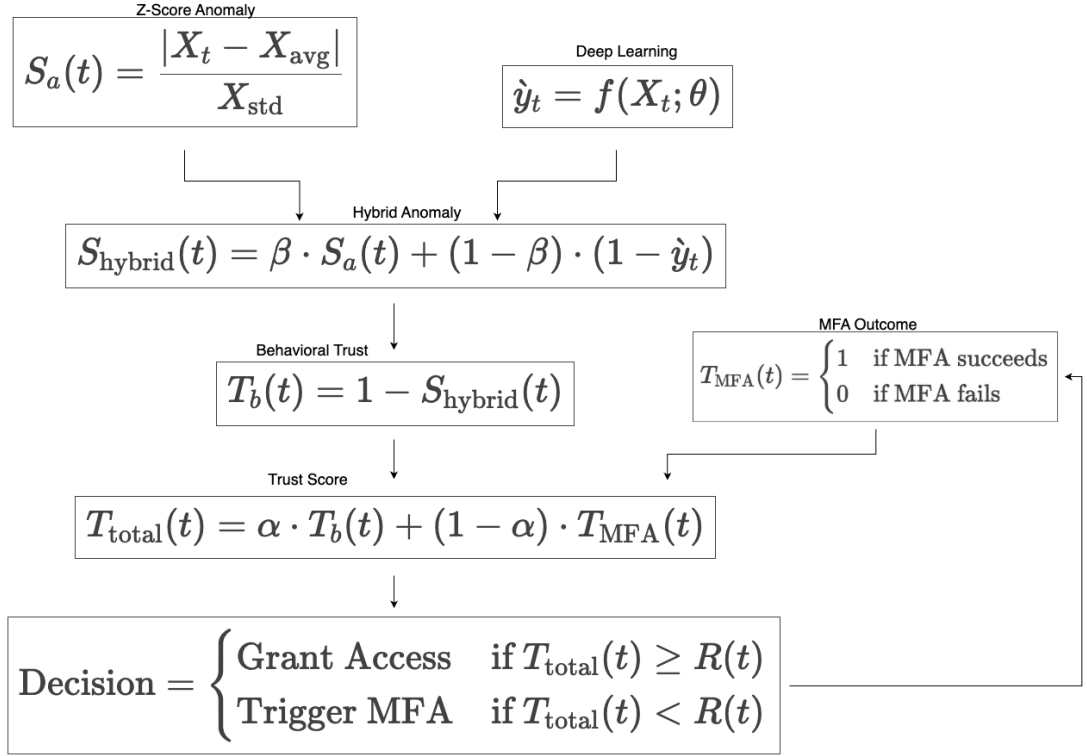 Z-Score Anomaly
S_a(t) = |X_t − X_avg| / X_std
Deep Learning
ỳ_t = f(X_t; θ)
Hybrid Anomaly
S_hybrid(t) = β · S_a(t) + (1 − β) · (1 − ỳ_t)
Behavioral Trust
T_b(t) = 1 − S_hybrid(t)
MFA Outcome
T_MFA(t) = { 1 if MFA succeeds
0 if MFA fails
Trust Score
T_total(t) = α · T_b(t) + (1 − α) · T_MFA(t)
Decision = { Grant Access if T_total(t) ≥ R(t)
Trigger MFA if T_total(t) < R(t)